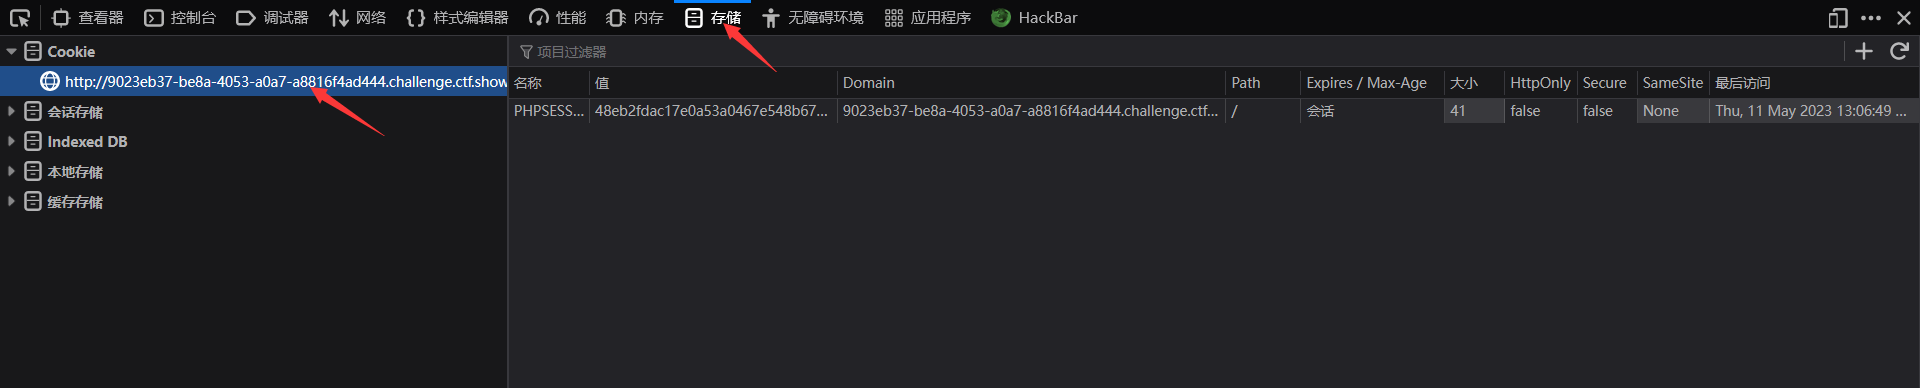 查看器 控制台 调试器 网络 样式编辑器 性能 内存 存储 无障碍环境 应用程序 HackBar
Cookie
http://9023eb37-be8a-4053-a0a7-a8816f4ad444.challenge.ctf.show
会话存储
Indexed DB
本地存储
缓存存储
项目过滤器
名称 值 Domain Path Expires / Max-Age 大小 HttpOnly Secure SameSite 最后访问
PHPSESS... 48eb2fdac17e0a53a0467e548b67... 9023eb37-be8a-4053-a0a7-a8816f4ad444.challenge.ctf... / 会话 41 false false None Thu, 11 May 2023 13:06:49 ...